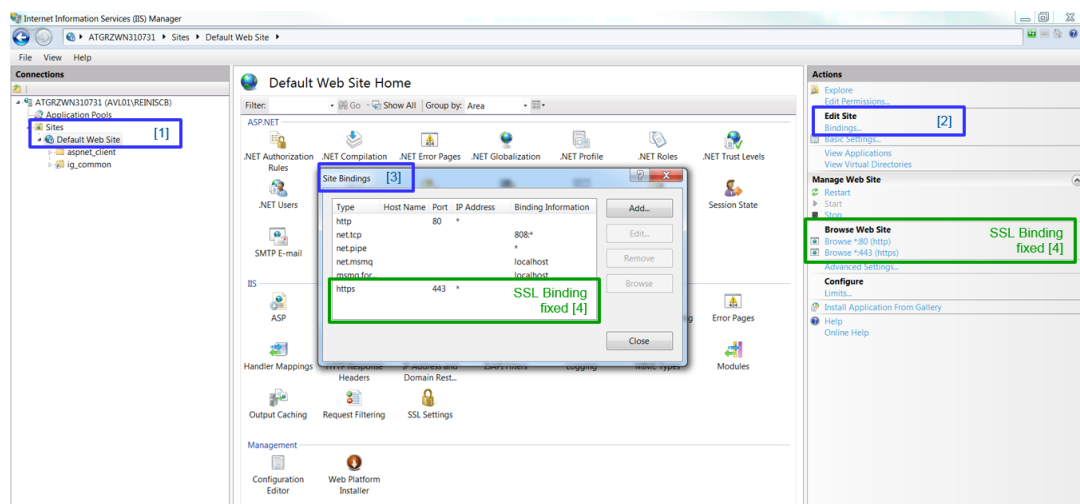 Internet Information Services (IIS) Manager
ATGRZWN310731 Sites Default Web Site
File View Help
Connections
ATGRZWN310731 (AVL01\REINISCB)
Application Pools
Sites
Default Web Site
[1]
aspnet_client
ig_common
Default Web Site Home
Filter: Go Show All Group by: Area
ASP.NET
.NET Authorization Rules
.NET Compilation
.NET Error Pages
.NET Globalization
.NET Profile
.NET Roles
.NET Trust Levels
.NET Users
Session State
SMTP E-mail
Site Bindings [3]
Type Host Name Port IP Address Binding Information
http 80 *
net.tcp 808:*
net.pipe *
net.msmq localhost
msmq.for... localhost
https 443 *
SSL Binding
fixed [4]
Add...
Edit...
Remove
Browse
Close
IIS
ASP
Error Pages
Handler Mappings
HTTP Response Headers
IP Address and Domain Rest...
ISAPI Filters
Logging
MIME Types
Modules
Output Caching
Request Filtering
SSL Settings
Management
Configuration Editor
Web Platform Installer
Actions
Explore
Edit Permissions...
Edit Site
[2]
Bindings...
Basic Settings...
View Applications
View Virtual Directories
Manage Web Site
Restart
Start
Stop
Browse Web Site
Browse *:80 (http)
Browse *:443 (https)
SSL Binding
fixed [4]
Advanced Settings...
Configure
Limits...
Install Application From Gallery
Help
Online Help